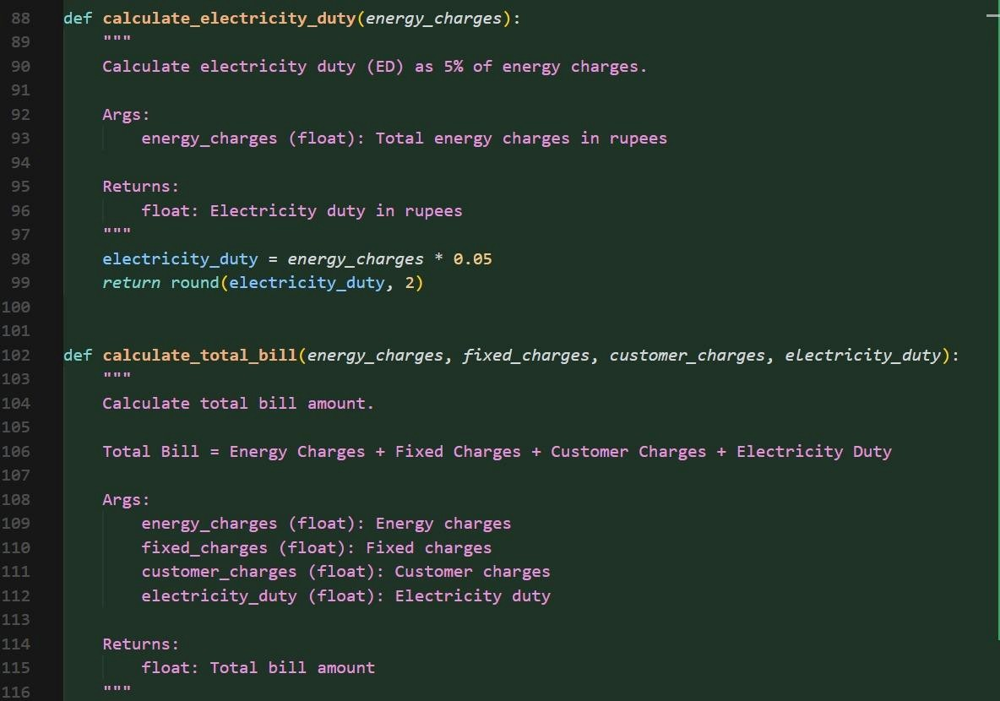 88 def calculate_electricity_duty(energy_charges):
89     """
90     Calculate electricity duty (ED) as 5% of energy charges.
91
92     Args:
93         energy_charges (float): Total energy charges in rupees
94
95     Returns:
96         float: Electricity duty in rupees
97     """
98     electricity_duty = energy_charges * 0.05
99     return round(electricity_duty, 2)
100
101
102 def calculate_total_bill(energy_charges, fixed_charges, customer_charges, electricity_duty):
103     """
104     Calculate total bill amount.
105
106     Total Bill = Energy Charges + Fixed Charges + Customer Charges + Electricity Duty
107
108     Args:
109         energy_charges (float): Energy charges
110         fixed_charges (float): Fixed charges
111         customer_charges (float): Customer charges
112         electricity_duty (float): Electricity duty
113
114     Returns:
115         float: Total bill amount
116     """